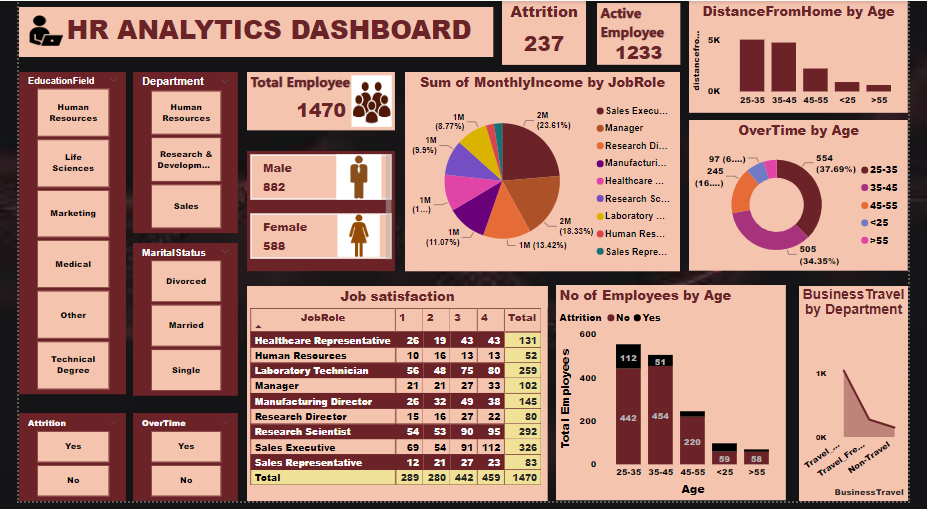 HR ANALYTICS DASHBOARD
Attrition
237
Active
Employee
1233
DistanceFromHome by Age
distancefro...
5K
0K
25-35 35-45 45-55 <25 >55
EducationField
Human
Resources
Life
Sciences
Marketing
Medical
Other
Technical
Degree
Department
Human
Resources
Research &
Developm...
Sales
MaritalStatus
Divorced
Married
Single
Attrition
Yes
No
OverTime
Yes
No
Total Employee
1470
Male
882
Female
588
Sum of MonthlyIncome by JobRole
2M
(23.61%)
2M
(18.33%)
1M (13.42%)
1M
(11.07%)
1M
(1...)
1M
(9.9%)
1M
(8.77%)
Sales Execu...
Manager
Research Di...
Manufacturi...
Healthcare ...
Research Sc...
Laboratory ...
Human Res...
Sales Repre...
OverTime by Age
554
(37.69%)
505
(34.35%)
245
(16....)
97 (6....)
25-35
35-45
45-55
<25
>55
Job satisfaction
JobRole 1 2 3 4 Total
Healthcare Representative 26 19 43 43 131
Human Resources 10 16 13 13 52
Laboratory Technician 56 48 75 80 259
Manager 21 21 27 33 102
Manufacturing Director 26 32 49 38 145
Research Director 15 16 27 22 80
Research Scientist 54 53 90 95 292
Sales Executive 69 54 91 112 326
Sales Representative 12 21 27 23 83
Total 289 280 442 459 1470
No of Employees by Age
Attrition No Yes
Total Employees
600
400
200
0
112
442
51
454
220
59
58
25-35 35-45 45-55 <25 >55
Age
BusinessTravel
by Department
1K
0K
Travel_...
Travel_Fre...
Non-Travel
BusinessTravel